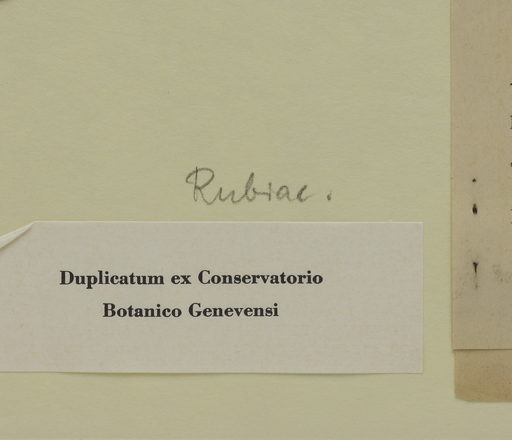 Rubiac.
Duplicatum ex Conservatorio
Botanico Genevensi